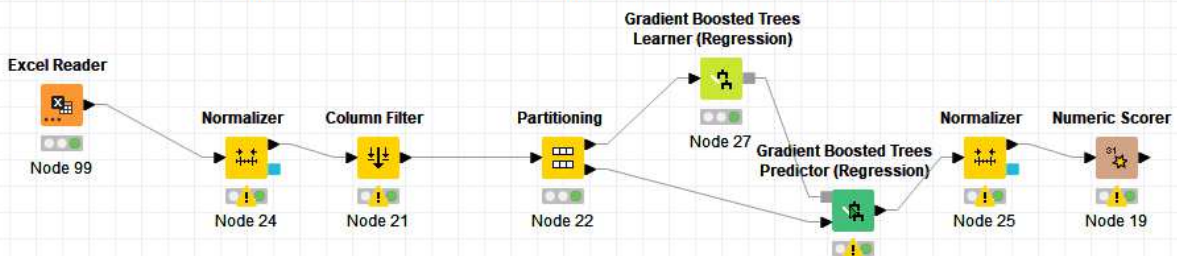 Gradient Boosted Trees
Learner (Regression)
Excel Reader
Normalizer
Column Filter
Partitioning
Normalizer
Numeric Scorer
Node 27
Gradient Boosted Trees
Predictor (Regression)
Node 99
Node 24
Node 21
Node 22
Node 25
Node 19